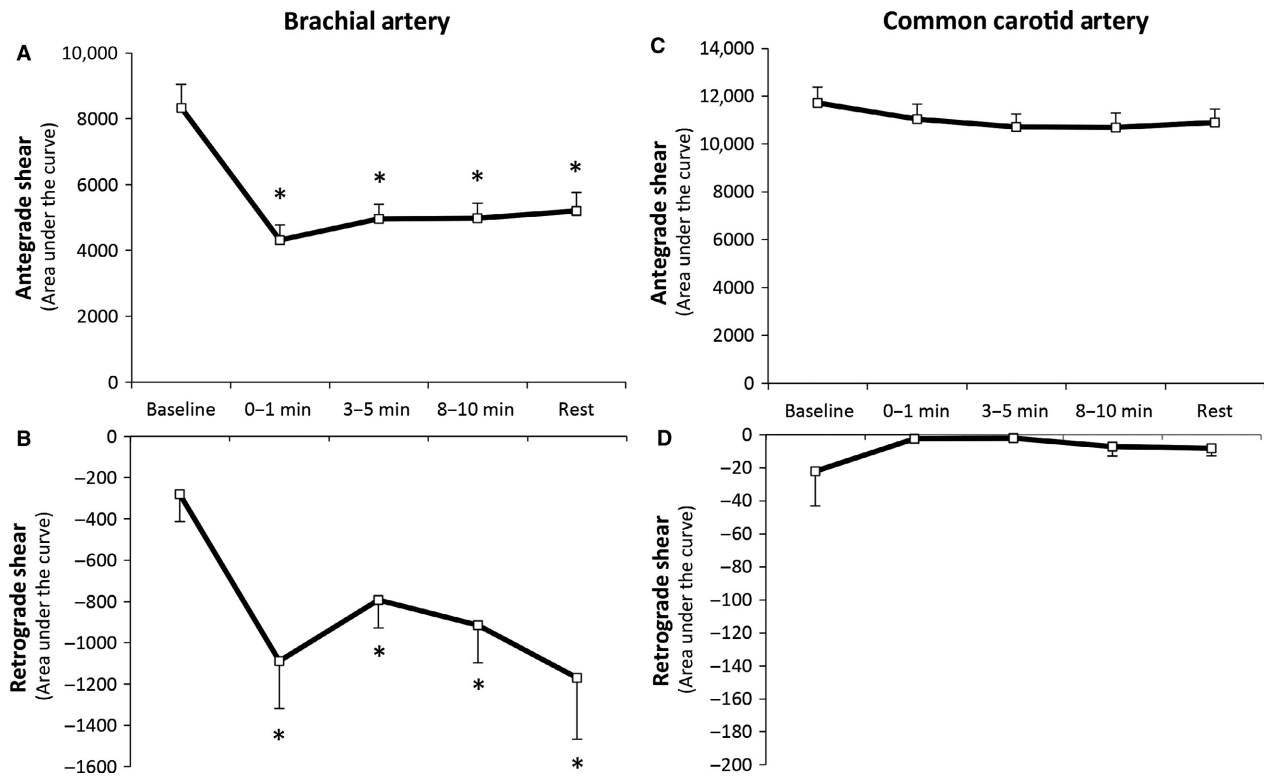 Brachial artery
A
Antegrade shear
(Area under the curve)
10,000
8000
6000
4000
2000
0
*
*
*
*
Baseline
0–1 min
3–5 min
8–10 min
Rest
B
Retrograde shear
(Area under the curve)
0
–200
–400
–600
–800
–1000
–1200
–1400
–1600
*
*
*
*
Common carotid artery
C
Antegrade shear
(Area under the curve)
14,000
12,000
10,000
8000
6000
4000
2000
0
Baseline
0–1 min
3–5 min
8–10 min
Rest
D
Retrograde shear
(Area under the curve)
0
–20
–40
–60
–80
–100
–120
–140
–160
–180
–200